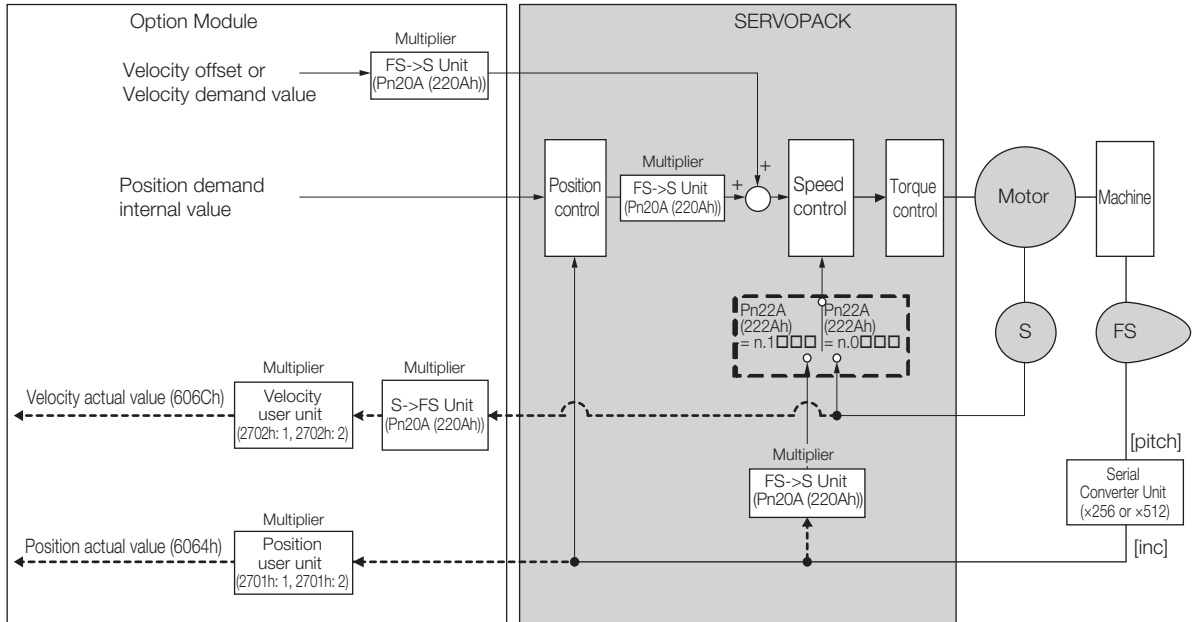 Option Module
SERVOPACK
Multiplier
Velocity offset or
Velocity demand value
FS->S Unit
(Pn20A (220Ah))
Position demand
internal value
Position
control
Multiplier
FS->S Unit
(Pn20A (220Ah))
+
+
Speed
control
Torque
control
Motor
Machine
Pn22A
(222Ah)
= n.1□□□
Pn22A
(222Ah)
= n.0□□□
S
FS
Velocity actual value (606Ch)
Multiplier
Velocity
user unit
(2702h: 1, 2702h: 2)
Multiplier
S->FS Unit
(Pn20A (220Ah))
Multiplier
FS->S Unit
(Pn20A (220Ah))
[pitch]
Serial
Converter Unit
(×256 or ×512)
[inc]
Position actual value (6064h)
Multiplier
Position
user unit
(2701h: 1, 2701h: 2)